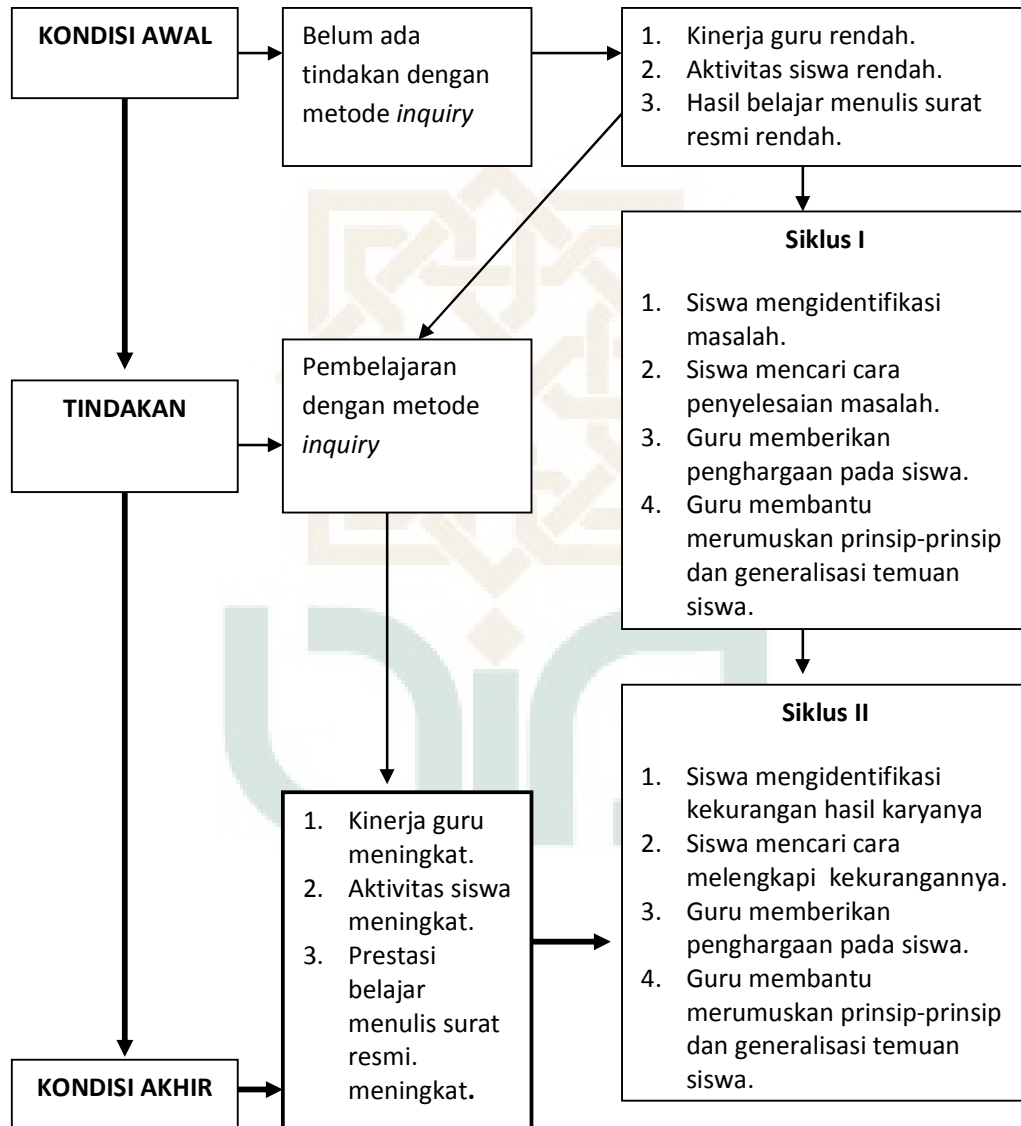 KONDISI AWAL
Belum ada
tindakan dengan
metode inquiry
1. Kinerja guru rendah.
2. Aktivitas siswa rendah.
3. Hasil belajar menulis surat
resmi rendah.
Siklus I
1. Siswa mengidentifikasi
masalah.
2. Siswa mencari cara
penyelesaian masalah.
3. Guru memberikan
penghargaan pada siswa.
4. Guru membantu
merumuskan prinsip-prinsip
dan generalisasi temuan
siswa.
TINDAKAN
Pembelajaran
dengan metode
inquiry
Siklus II
1. Siswa mengidentifikasi
kekurangan hasil karyanya
2. Siswa mencari cara
melengkapi kekurangannya.
3. Guru memberikan
penghargaan pada siswa.
4. Guru membantu
merumuskan prinsip-prinsip
dan generalisasi temuan
siswa.
KONDISI AKHIR
1. Kinerja guru
meningkat.
2. Aktivitas siswa
meningkat.
3. Prestasi
belajar
menulis surat
resmi.
meningkat.